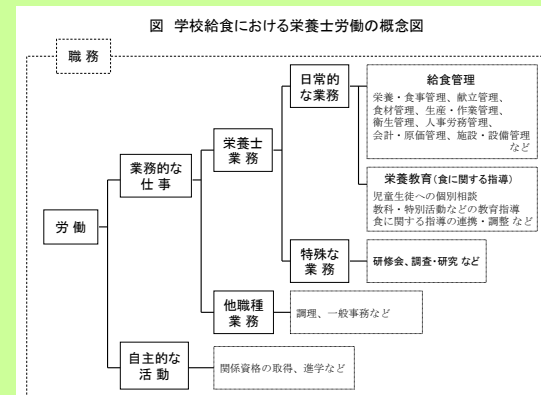 図 学校給食における栄養士労働の概念図
職 務
日常的
な業務
給食管理
栄養・食事管理、献立管理、
食材管理、生産・作業管理、
衛生管理、人事労務管理、
会計・原価管理、施設・設備管理
など
栄養士
業 務
栄養教育(食に関する指導)
児童生徒への個別相談
教科・特別活動などの教育指導
食に関する指導の連携・調整 など
業務的な
仕 事
労 働
特殊な
業 務
研修会、調査・研究 など
他職種
業 務
調理、一般事務など
自主的な
活 動
関係資格の取得、進学など